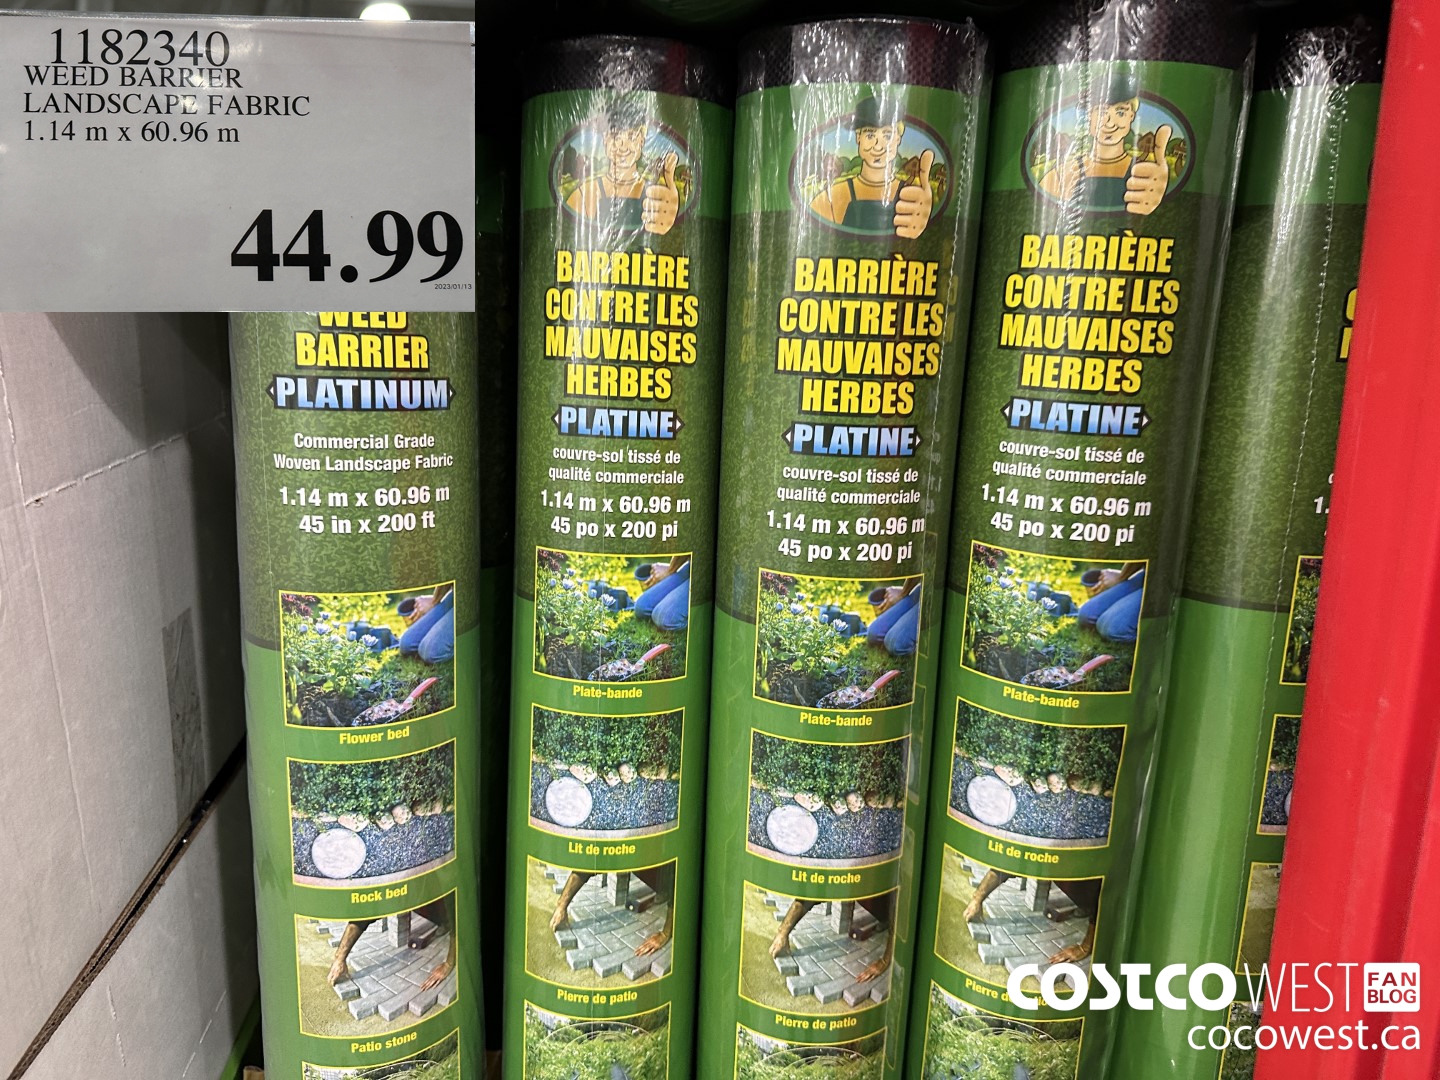 1182340
WEED BARRIER
LANDSCAPE FABRIC
1.14 m x 60.96 m
44.99
2023/01/13
WEED
BARRIER
PLATINUM
Commercial Grade
Woven Landscape Fabric
1.14 m x 60.96 m
45 in x 200 ft
Flower bed
Rock bed
Patio stone
BARRIÈRE
CONTRE LES
MAUVAISES
HERBES
PLATINE
couvre-sol tissé de
qualité commerciale
1.14 m x 60.96 m
45 po x 200 pi
Plate-bande
Lit de roche
Pierre de patio
BARRIÈRE
CONTRE LES
MAUVAISES
HERBES
PLATINE
couvre-sol tissé de
qualité commerciale
1.14 m x 60.96 m
45 po x 200 pi
Plate-bande
Lit de roche
Pierre de patio
BARRIÈRE
CONTRE LES
MAUVAISES
HERBES
PLATINE
couvre-sol tissé de
qualité commerciale
1.14 m x 60.96 m
45 po x 200 pi
Plate-bande
Lit de roche
Pierre
1.
COSTCO WEST FAN BLOG
cocowest.ca